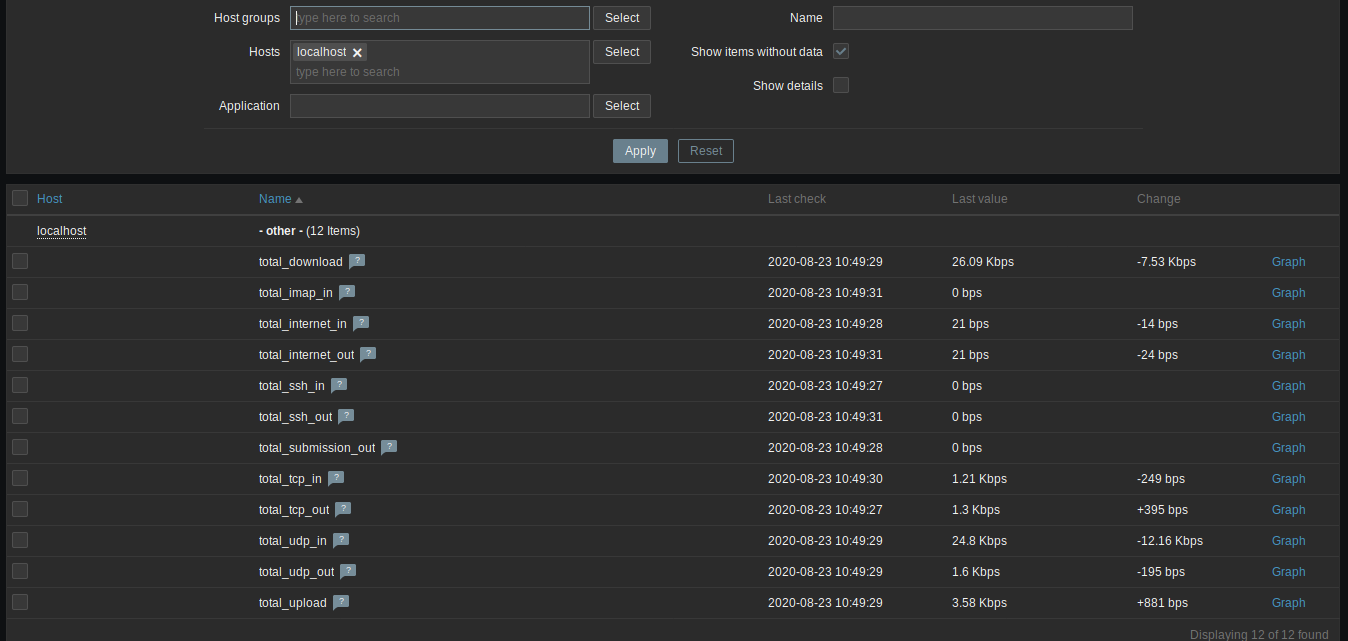 Host groups type here to search Select Name
Hosts localhost Select Show items without data
type here to search
Show details
Application Select
Apply Reset
Host Name Last check Last value Change
localhost - other - (12 Items)
total_download ? 2020-08-23 10:49:29 26.09 Kbps -7.53 Kbps Graph
total_imap_in ? 2020-08-23 10:49:31 0 bps Graph
total_internet_in ? 2020-08-23 10:49:28 21 bps -14 bps Graph
total_internet_out ? 2020-08-23 10:49:31 21 bps -24 bps Graph
total_ssh_in ? 2020-08-23 10:49:27 0 bps Graph
total_ssh_out ? 2020-08-23 10:49:31 0 bps Graph
total_submission_out ? 2020-08-23 10:49:28 0 bps Graph
total_tcp_in ? 2020-08-23 10:49:30 1.21 Kbps -249 bps Graph
total_tcp_out ? 2020-08-23 10:49:27 1.3 Kbps +395 bps Graph
total_udp_in ? 2020-08-23 10:49:29 24.8 Kbps -12.16 Kbps Graph
total_udp_out ? 2020-08-23 10:49:29 1.6 Kbps -195 bps Graph
total_upload ? 2020-08-23 10:49:29 3.58 Kbps +881 bps Graph
Displaying 12 of 12 found